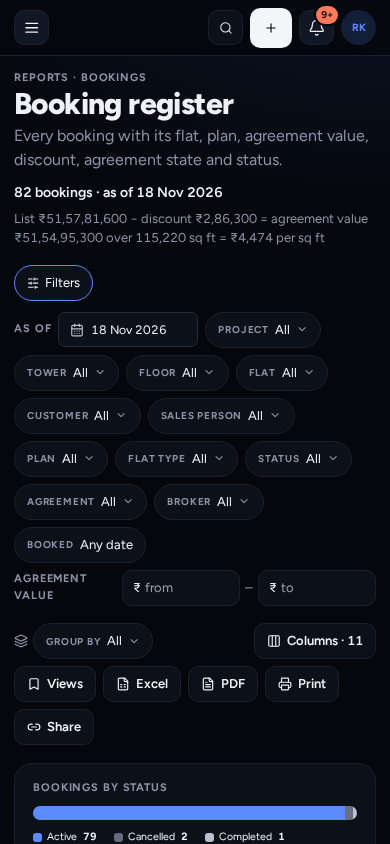 9+
RK
REPORTS · BOOKINGS
Booking register
Every booking with its flat, plan, agreement value,
discount, agreement state and status.
82 bookings · as of 18 Nov 2026
List ₹51,57,81,600 − discount ₹2,86,300 = agreement value
₹51,54,95,300 over 115,220 sq ft = ₹4,474 per sq ft
Filters
AS OF 18 Nov 2026 PROJECT All
TOWER All FLOOR All FLAT All
CUSTOMER All SALES PERSON All
PLAN All FLAT TYPE All STATUS All
AGREEMENT All BROKER All
BOOKED Any date
AGREEMENT
VALUE ₹ from – ₹ to
GROUP BY All Columns · 11
Views Excel PDF Print
Share
BOOKINGS BY STATUS
Active 79 Cancelled 2 Completed 1